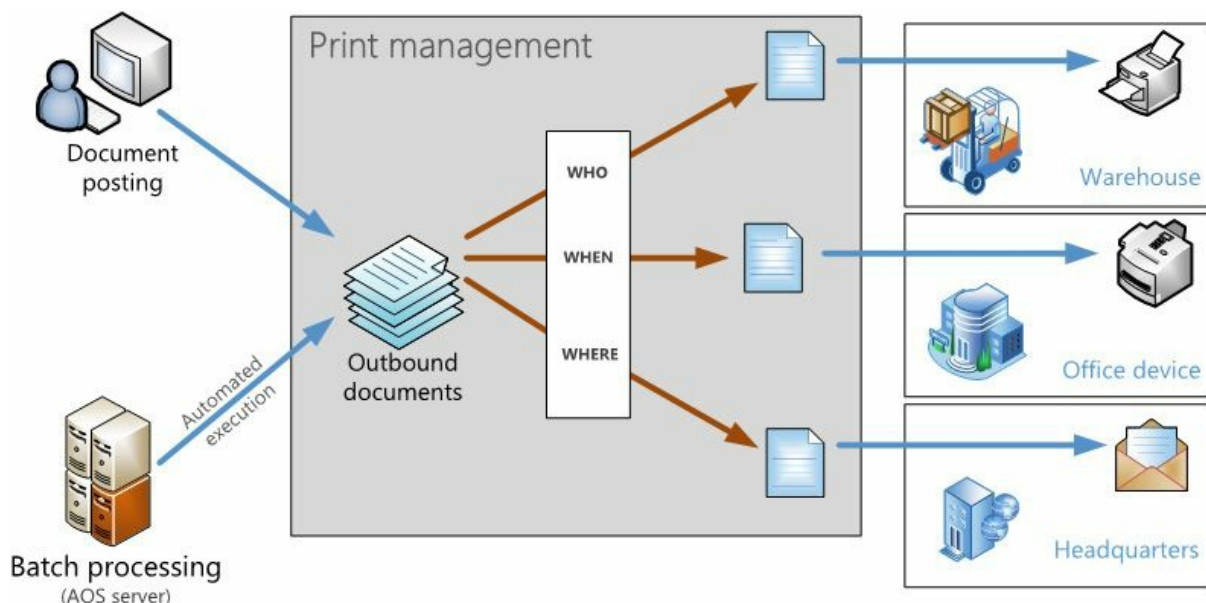 Print management
Document
posting
WHO
WHEN
WHERE
Outbound
documents
Automated
execution
Batch processing
(AOS server)
Warehouse
Office device
Headquarters